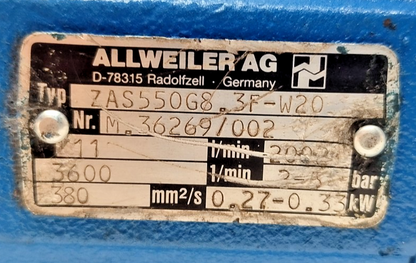 ALLWEILER AG
D-78315 Radolfzell · Germany
Typ ZAS550G8.3F-W20
Nr. M.36269/002
11 l/min
3600 1/min bar
380 mm²/s 0.27-0.33 kW